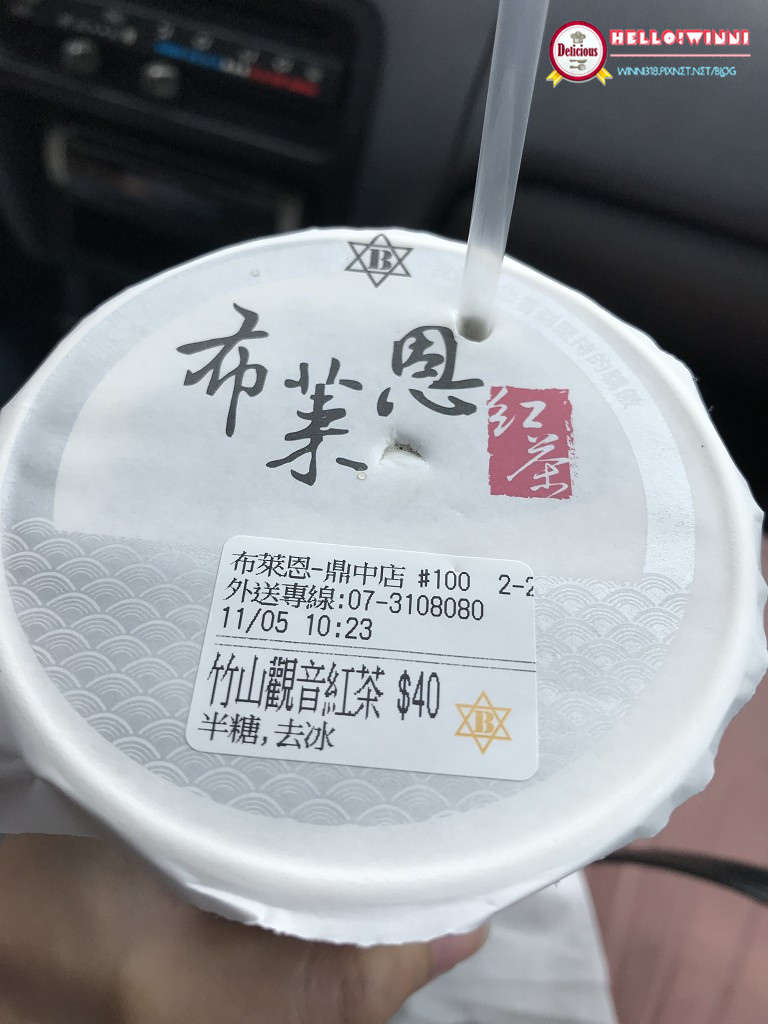 Delicious
HELLO!WINNI
WINNI318.PIXNET.NET/BLOG
B
布萊恩
紅茶
布萊恩-鼎中店 #100 2-2
外送專線:07-3108080
11/05 10:23
竹山觀音紅茶 $40
B
半糖,去冰